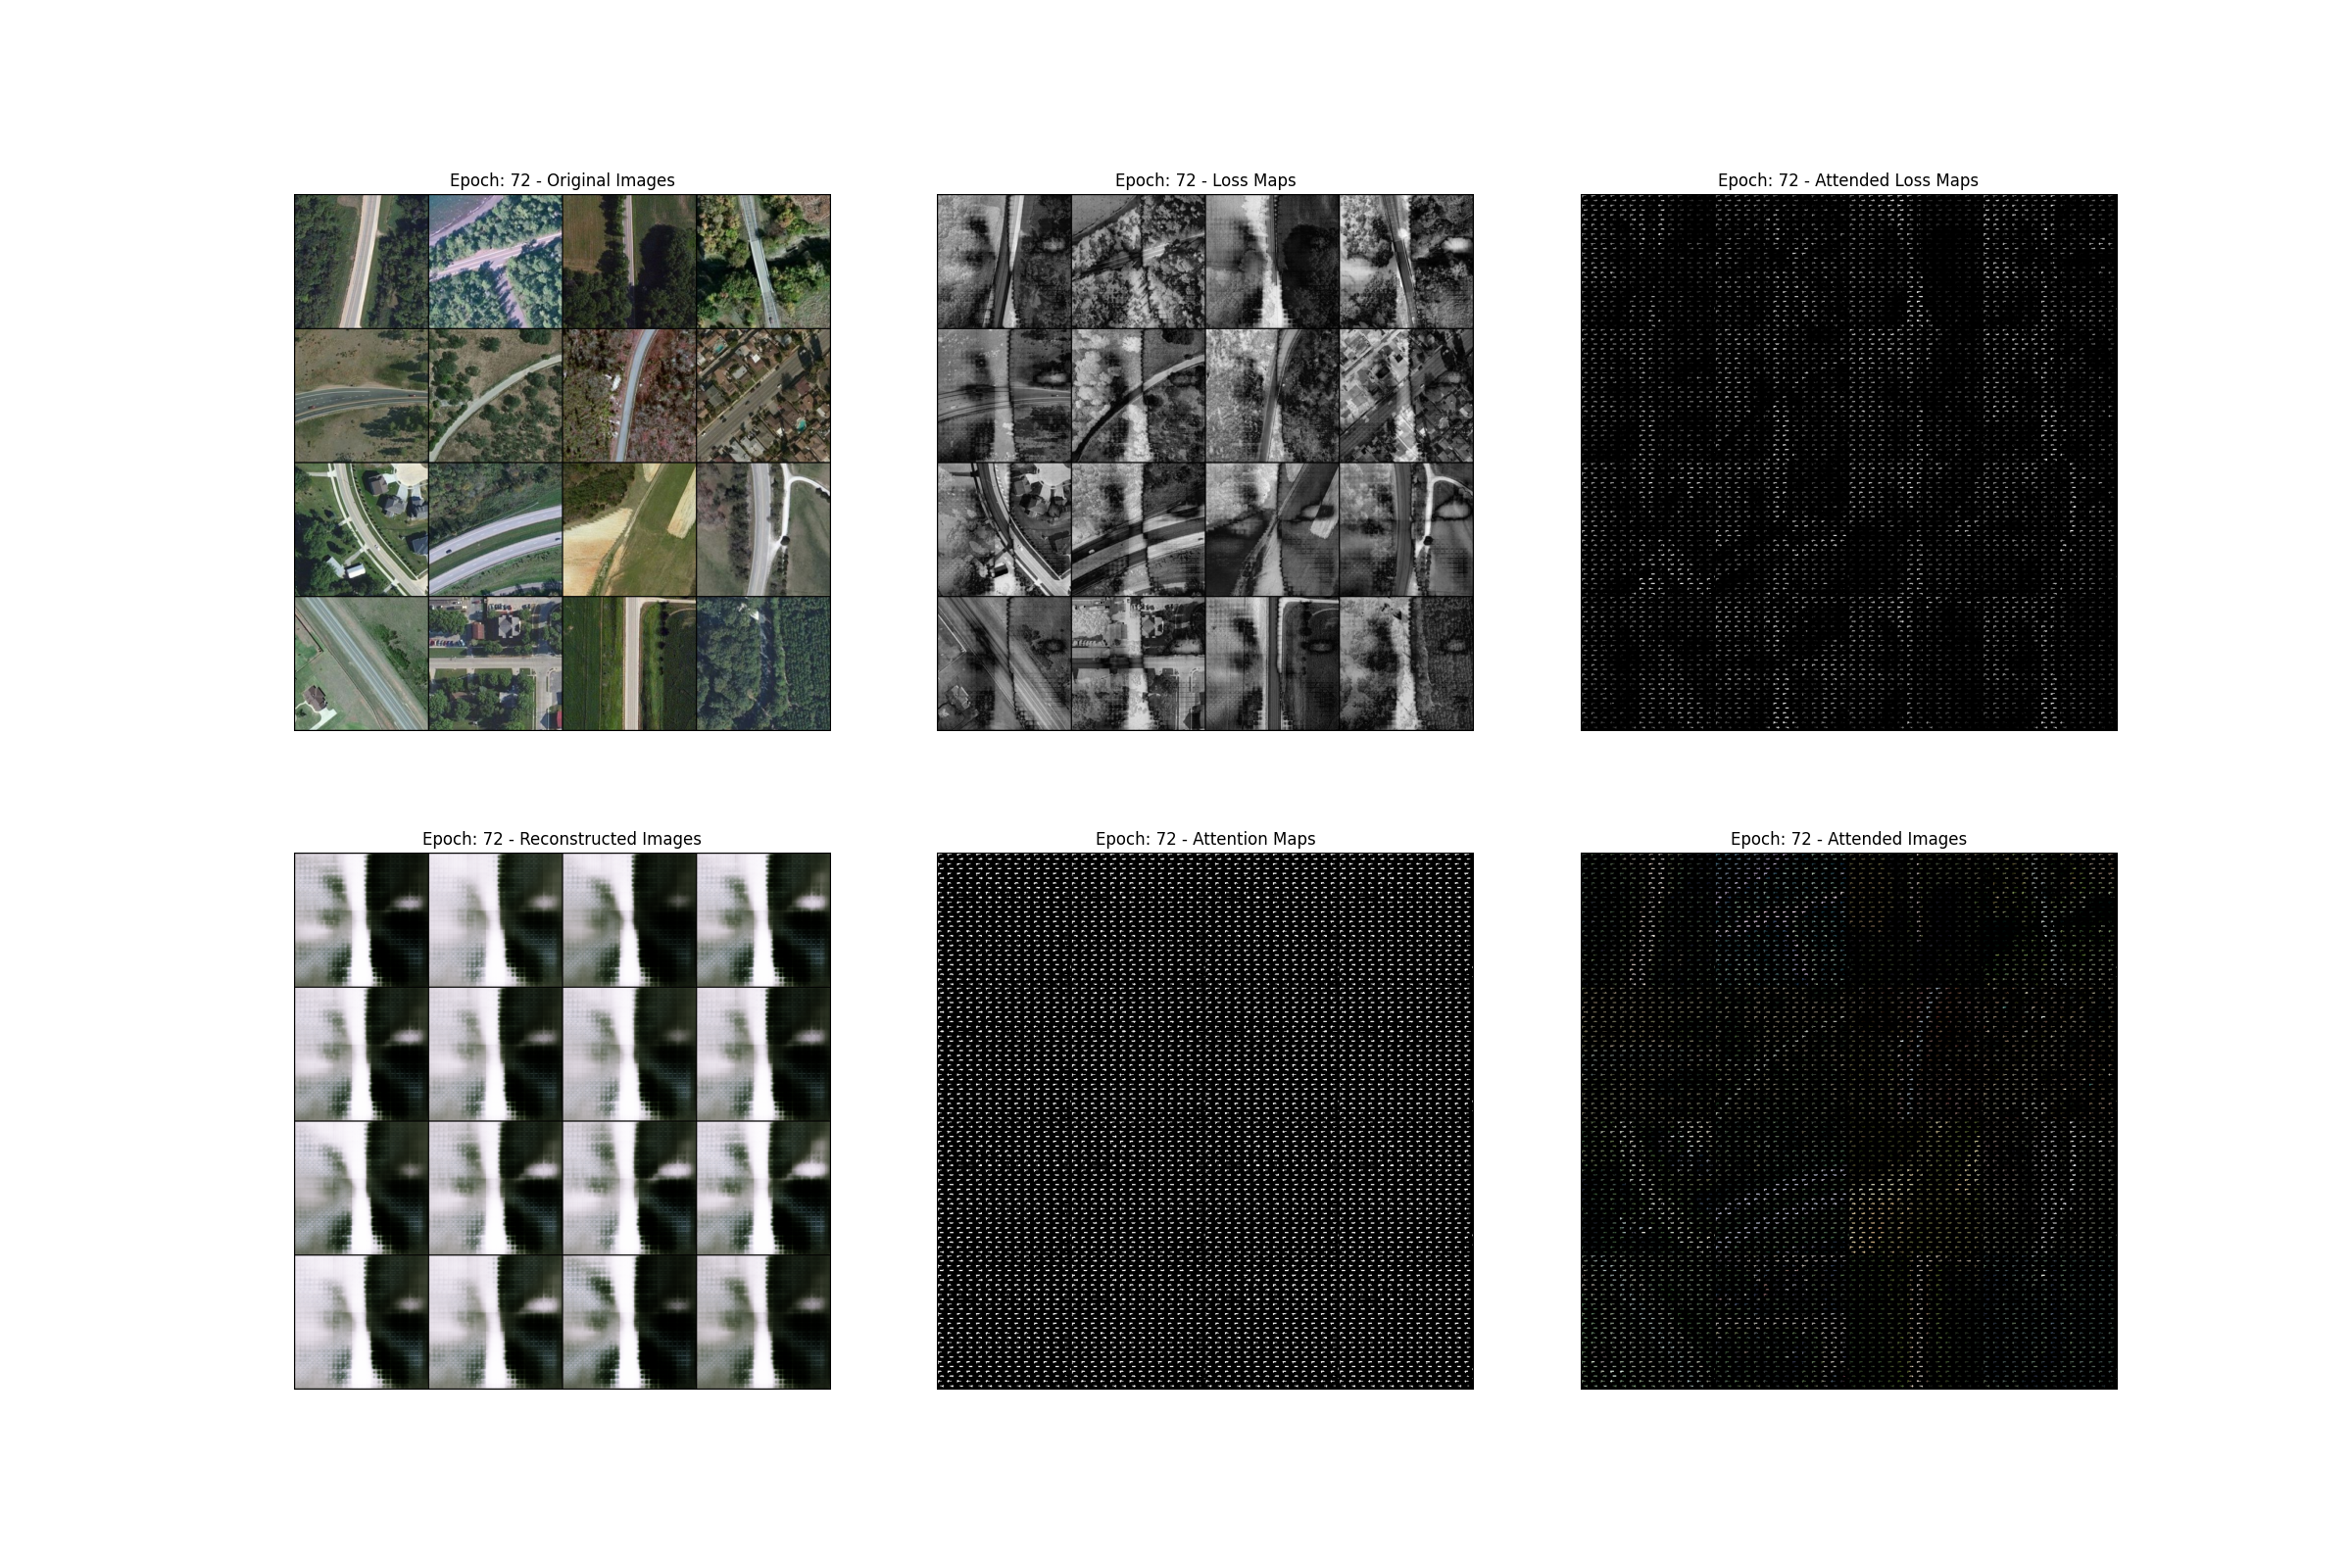 Epoch: 72 - Original Images
Epoch: 72 - Loss Maps
Epoch: 72 - Attended Loss Maps
Epoch: 72 - Reconstructed Images
Epoch: 72 - Attention Maps
Epoch: 72 - Attended Images